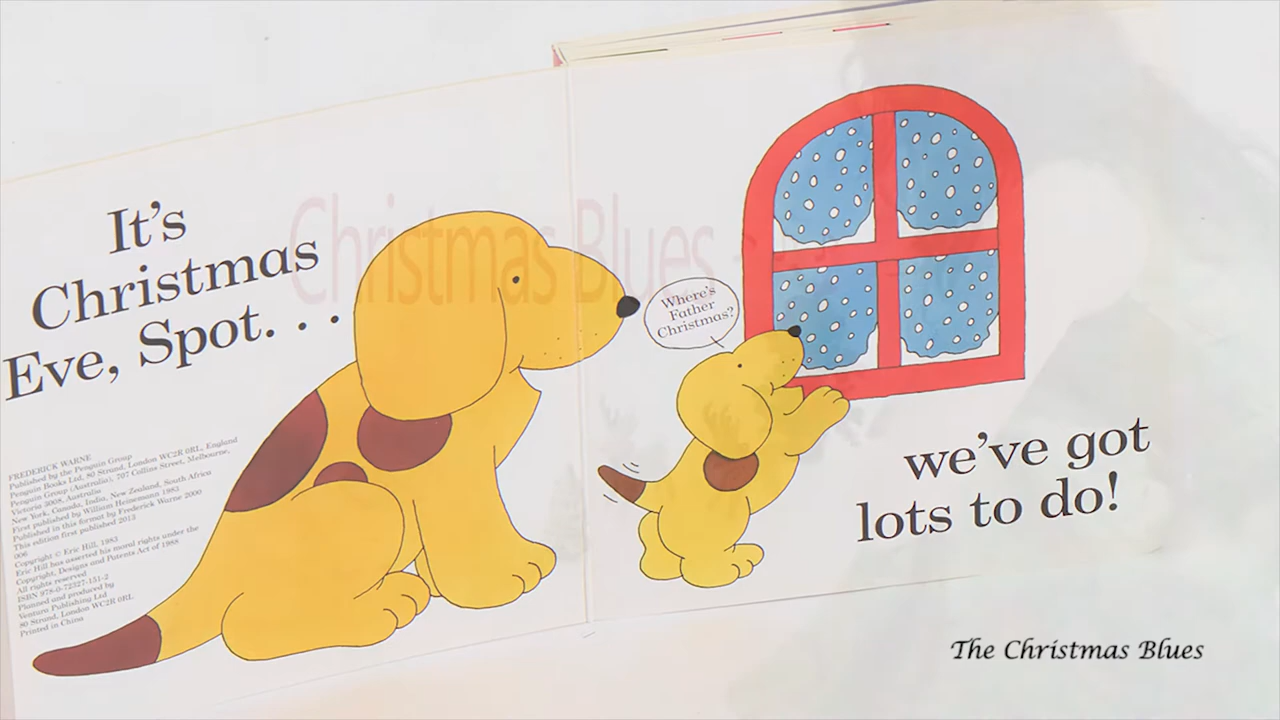 It's
Christmas
Eve, Spot. . .
FREDERICK WARNE
Published by the Penguin Group
Penguin Books Ltd, 80 Strand, London WC2R 0RL, England
Penguin Group (Australia), 707 Collins Street, Melbourne,
Victoria 3008, Australia
New York, Canada, India, New Zealand, South Africa
First published by William Heinemann 1983
Published in this format by Frederick Warne 2000
This edition first published 2013
006
Copyright © Eric Hill, 1983
Eric Hill has asserted his moral rights under the
Copyright, Designs and Patents Act of 1988
All rights reserved
ISBN 978-0-72327-131-2
Planned and produced by
Ventura Publishing Ltd
80 Strand, London WC2R 0RL
Printed in China
Christmas Blues
Where's
Father
Christmas?
we've got
lots to do!
The Christmas Blues